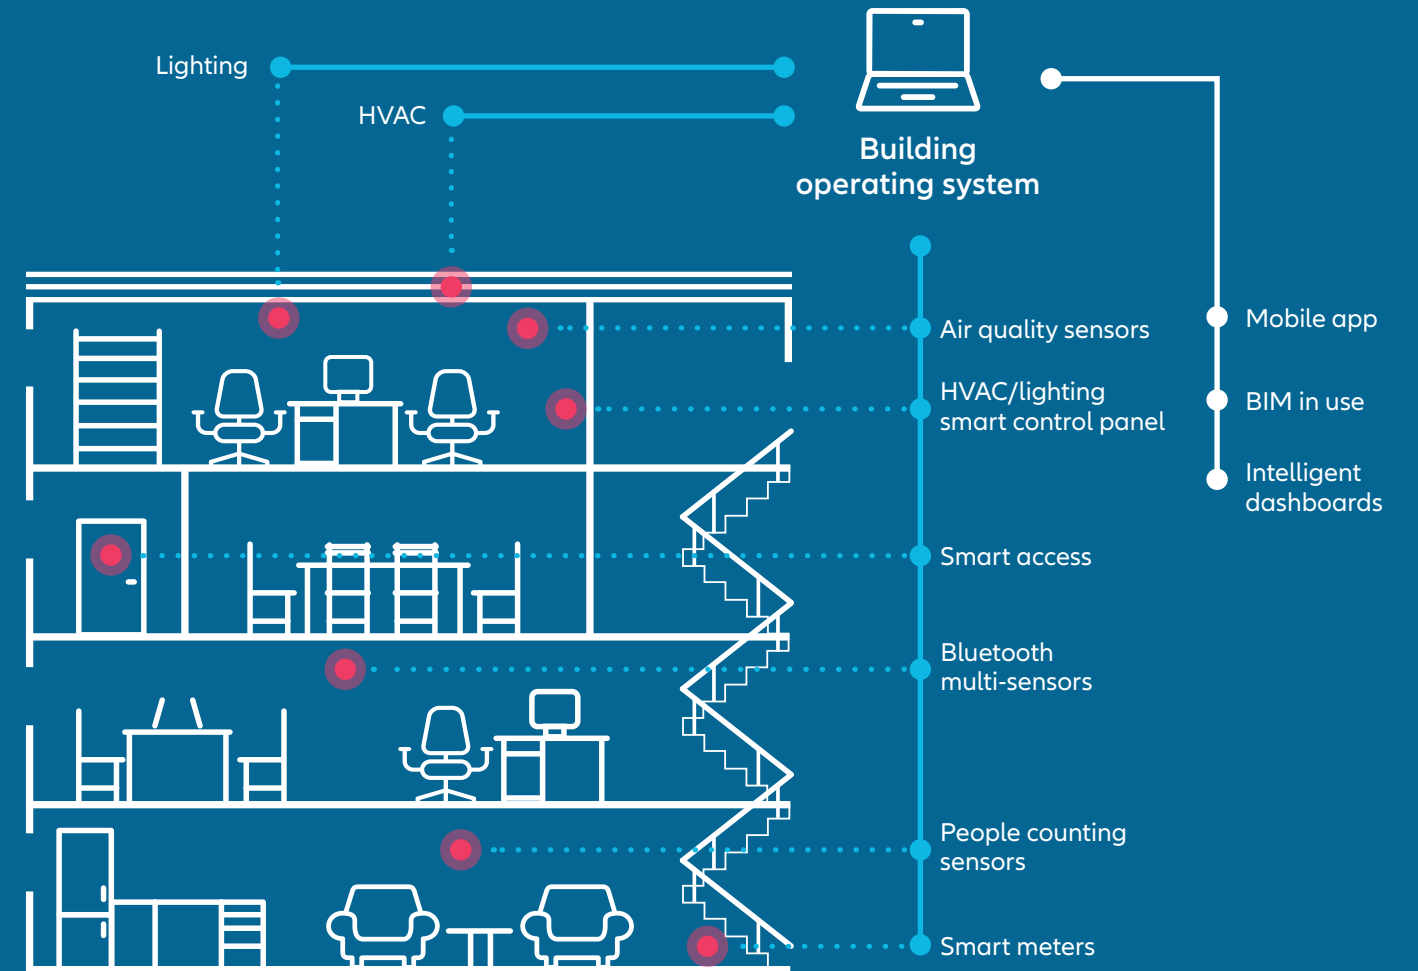 Lighting
HVAC
Building
operating system
Air quality sensors
HVAC/lighting
smart control panel
Smart access
Bluetooth
multi-sensors
People counting
sensors
Smart meters
Mobile app
BIM in use
Intelligent
dashboards